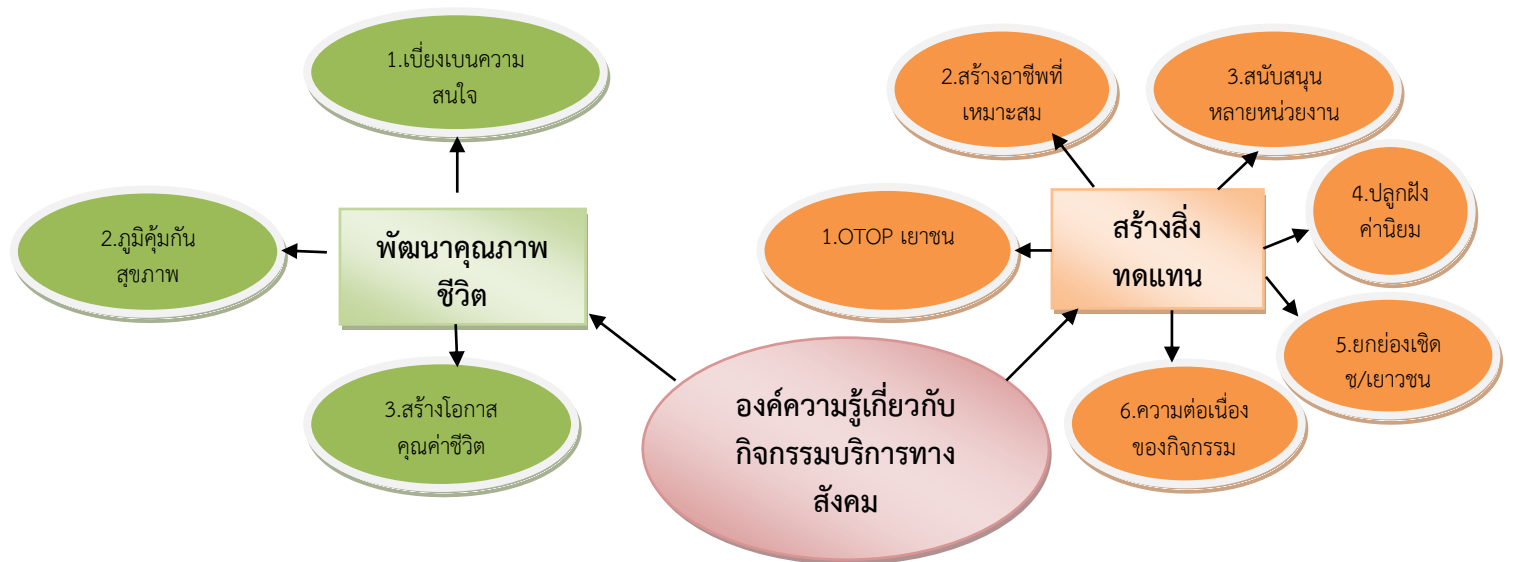 1.เบี่ยงเบนความ
สนใจ
2.ภูมิคุ้มกัน
สุขภาพ
พัฒนาคุณภาพ
ชีวิต
3.สร้างโอกาส
คุณค่าชีวิต
องค์ความรู้เกี่ยวกับ
กิจกรรมบริการทาง
สังคม
สร้างสิ่ง
ทดแทน
1.OTOP เยาชน
2.สร้างอาชีพที่
เหมาะสม
3.สนับสนุน
หลายหน่วยงาน
4.ปลูกฝัง
ค่านิยม
5.ยกย่องเชิด
ช/เยาวชน
6.ความต่อเนื่อง
ของกิจกรรม